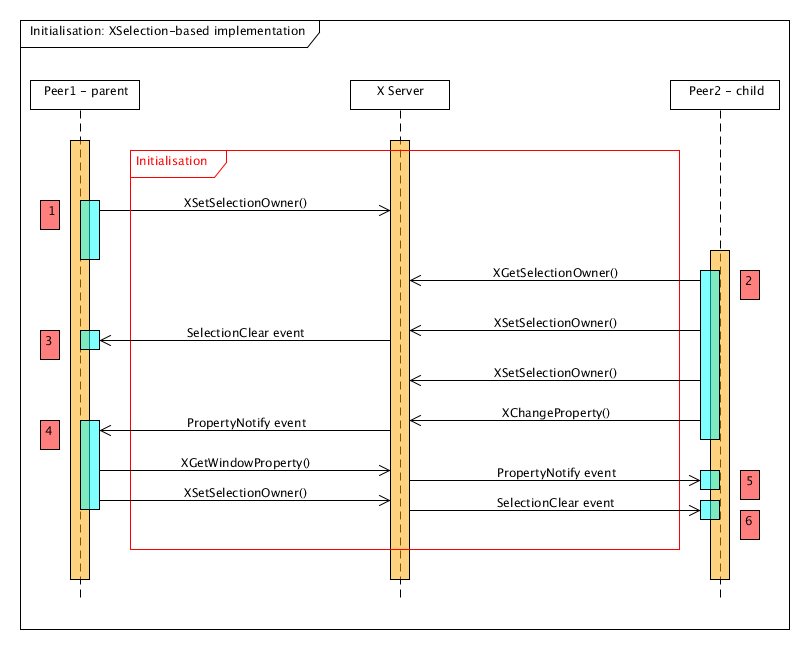 Initialisation: XSelection-based implementation
Peer1 - parent
X Server
Peer2 - child
Initialisation
1
XSetSelectionOwner()
XGetSelectionOwner()
2
XSetSelectionOwner()
3
SelectionClear event
XSetSelectionOwner()
XChangeProperty()
4
PropertyNotify event
XGetWindowProperty()
PropertyNotify event
5
XSetSelectionOwner()
SelectionClear event
6